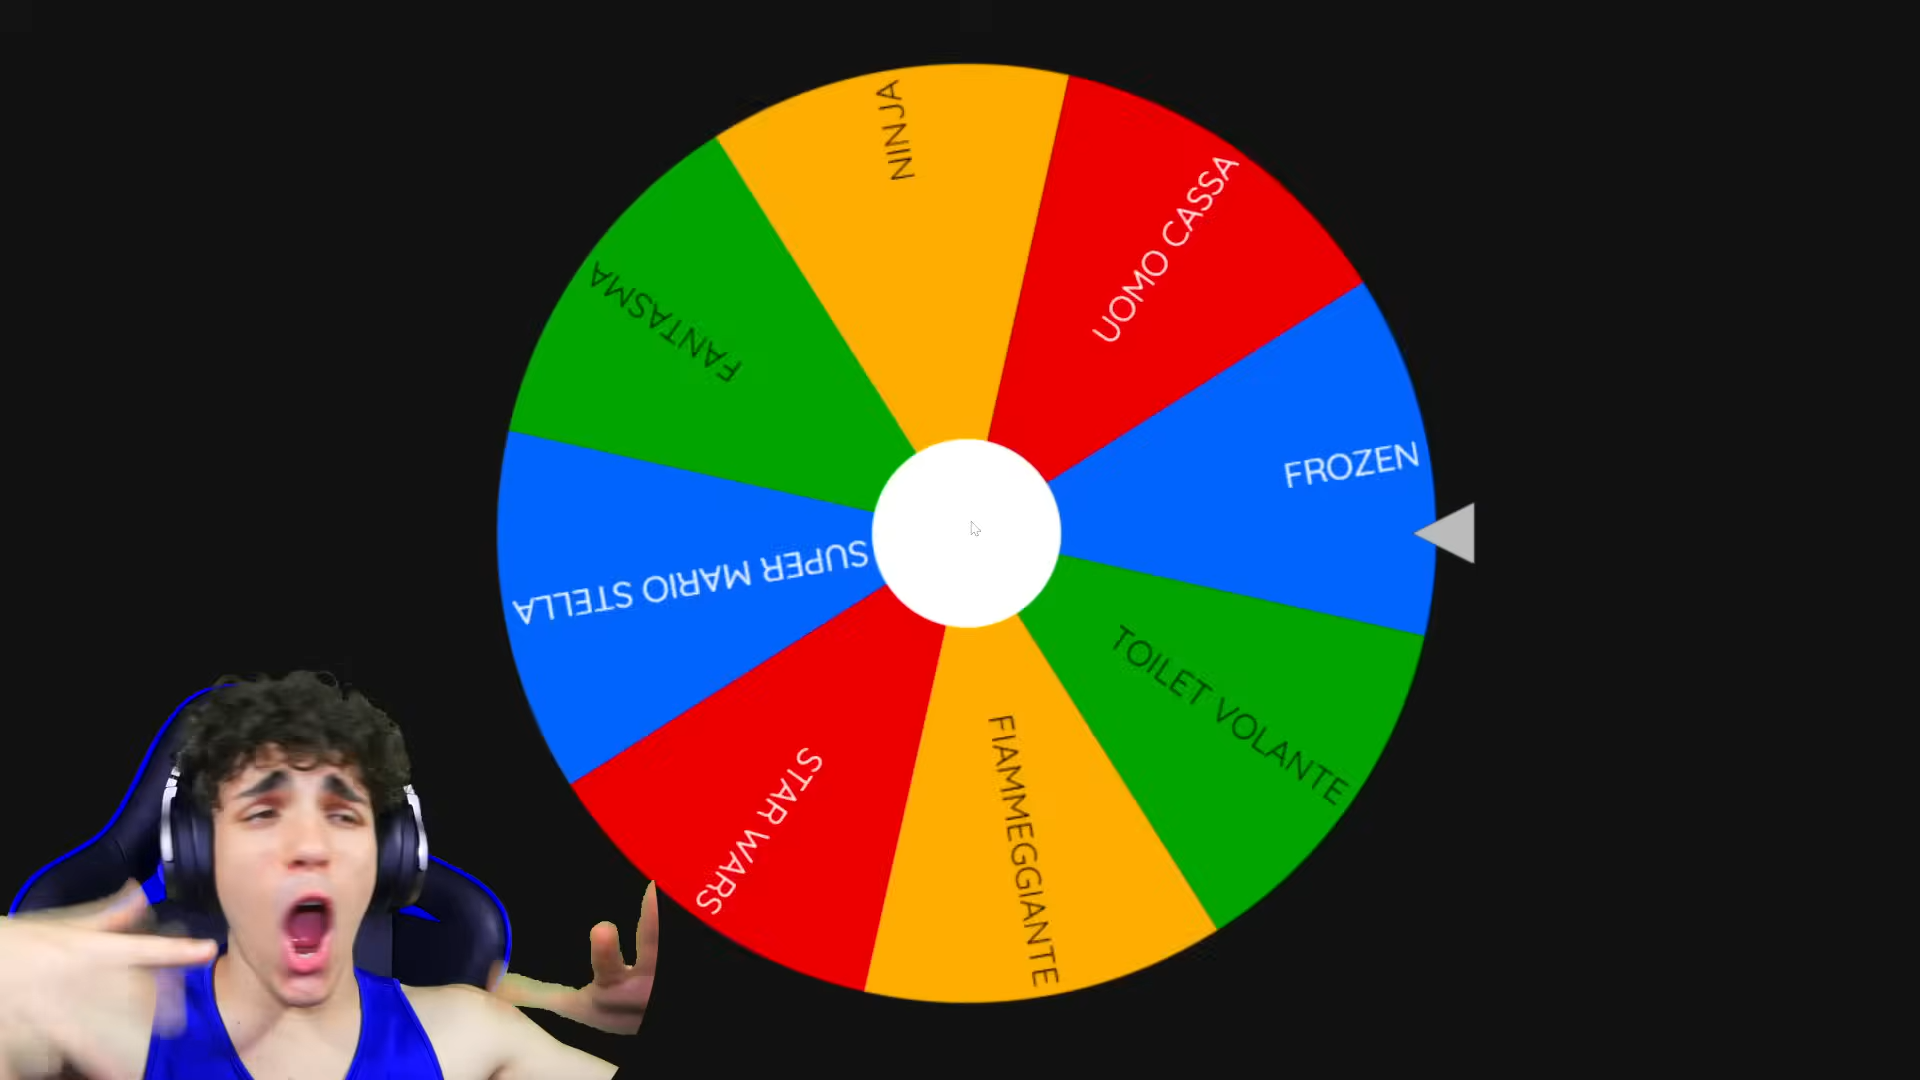 NINJA
UOMO CASSA
FANTASMA
FROZEN
SUPER MARIO STELLA
TOILET VOLANTE
STAR WARS
FIAMMEGGIANTE